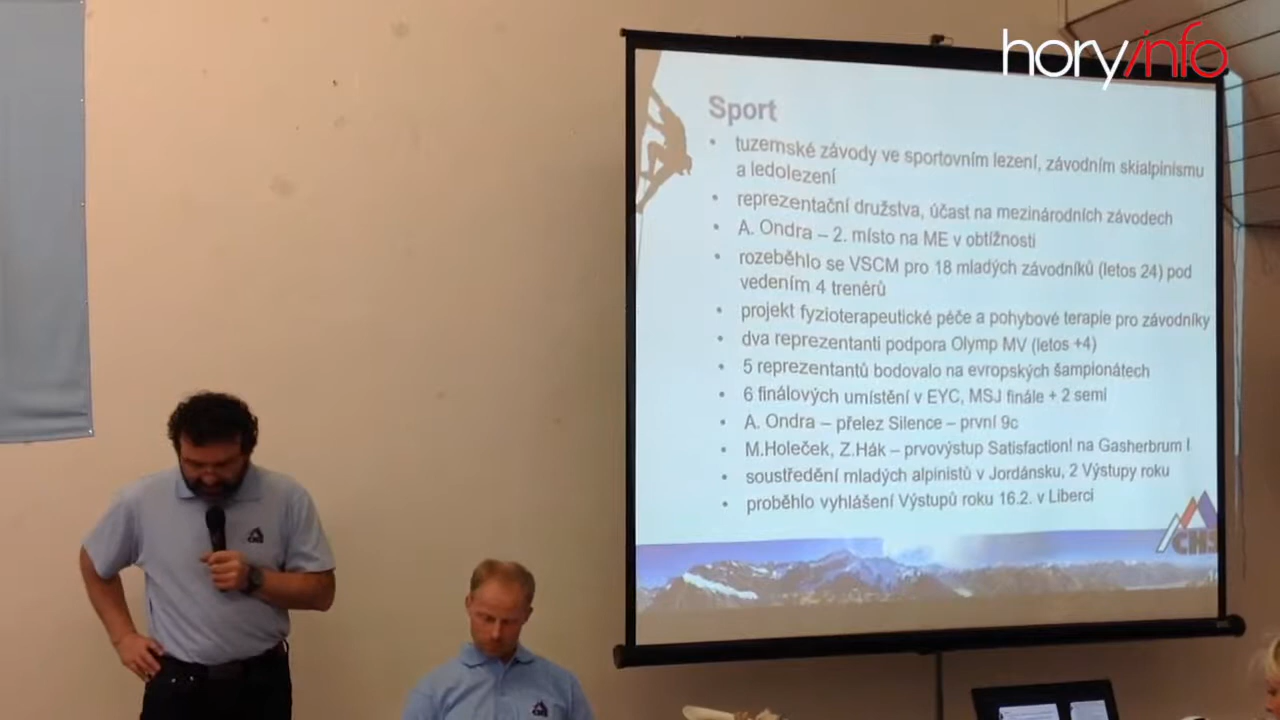 horyinfo
Sport
• tuzemské závody ve sportovním lezení, závodním skialpinismu
a ledolezení
• reprezentační družstva, účast na mezinárodních závodech
• A. Ondra – 2. místo na ME v obtížnosti
• rozeběhlo se VSCM pro 18 mladých závodníků (letos 24) pod
vedením 4 trenérů
• projekt fyzioterapeutické péče a pohybové terapie pro závodníky
• dva reprezentanti podpora Olymp MV (letos +4)
• 5 reprezentantů bodovalo na evropských šampionátech
• 6 finálových umístění v EYC, MSJ finále + 2 semi
• A. Ondra – přelez Silence – první 9c
• M.Holeček, Z.Hák – prvovýstup Satisfaction! na Gasherbrum I
• soustředění mladých alpinistů v Jordánsku, 2 Výstupy roku
• proběhlo vyhlášení Výstupů roku 16.2. v Liberci
CHS